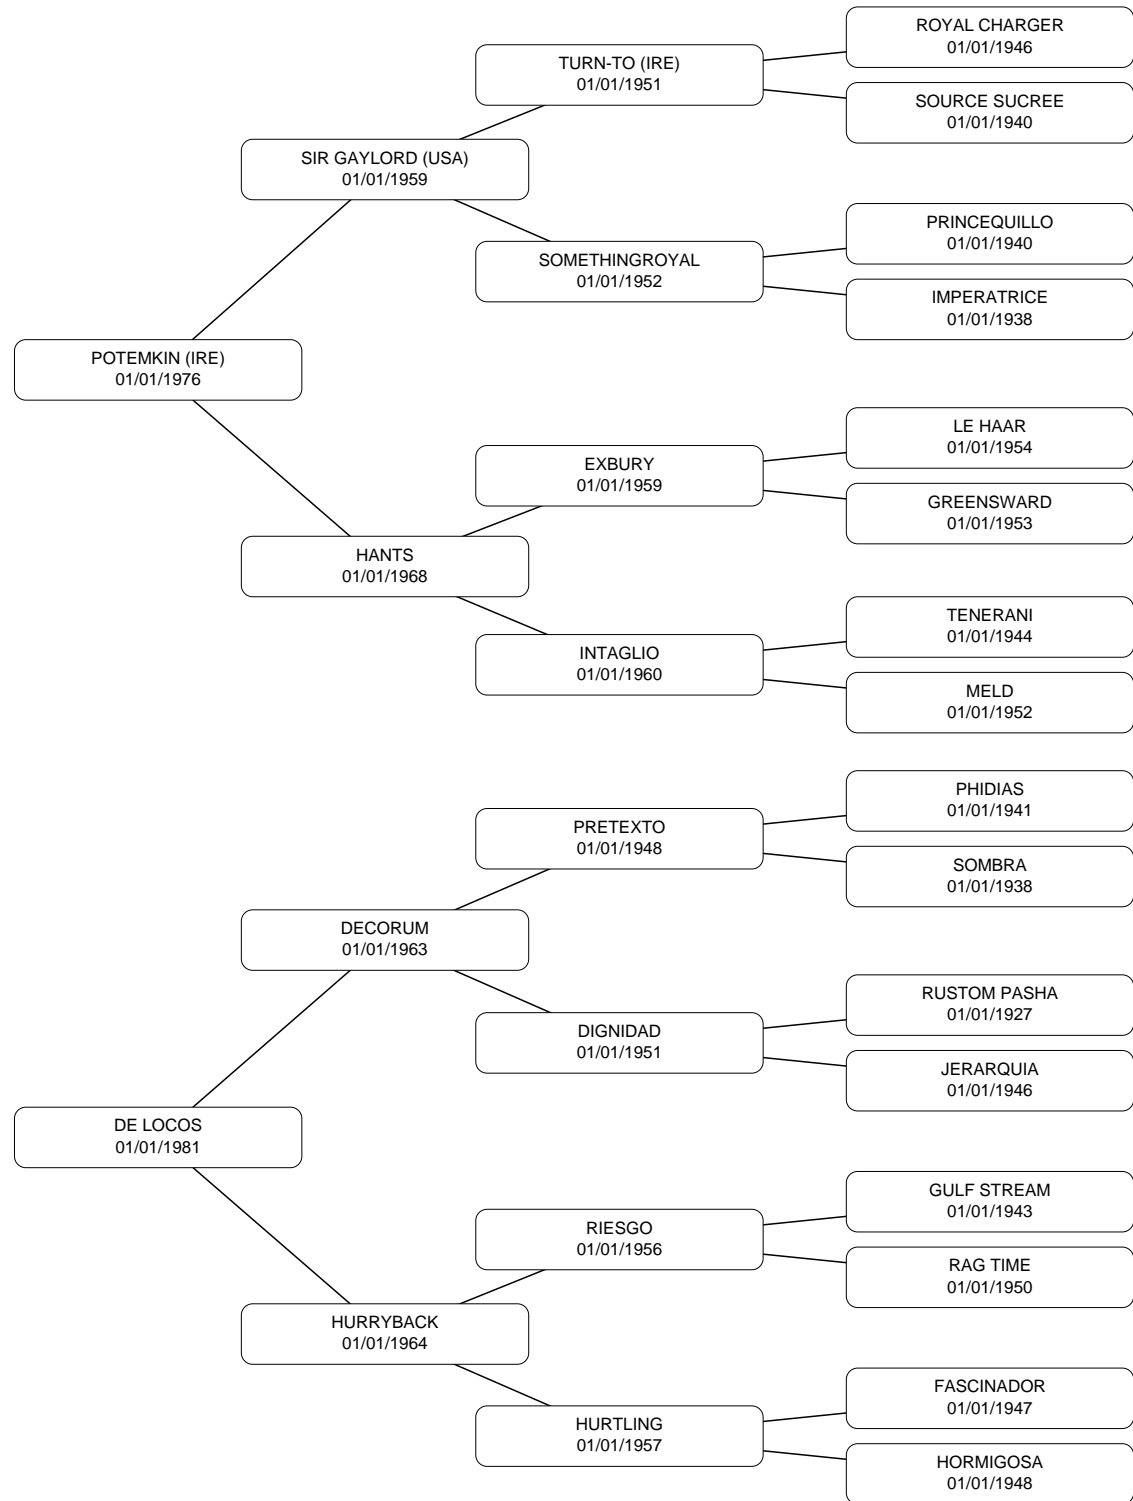 ROYAL CHARGER
01/01/1946
TURN-TO (IRE)
01/01/1951
SOURCE SUCREE
01/01/1940
SIR GAYLORD (USA)
01/01/1959
PRINCEQUILLO
01/01/1940
SOMETHINGROYAL
01/01/1952
IMPERATRICE
01/01/1938
POTEMKIN (IRE)
01/01/1976
LE HAAR
01/01/1954
EXBURY
01/01/1959
GREENSWARD
01/01/1953
HANTS
01/01/1968
TENERANI
01/01/1944
INTAGLIO
01/01/1960
MELD
01/01/1952
PHIDIAS
01/01/1941
PRETEXTO
01/01/1948
SOMBRA
01/01/1938
DECORUM
01/01/1963
RUSTOM PASHA
01/01/1927
DIGNIDAD
01/01/1951
JERARQUIA
01/01/1946
DE LOCOS
01/01/1981
GULF STREAM
01/01/1943
RIESGO
01/01/1956
RAG TIME
01/01/1950
HURRYBACK
01/01/1964
FASCINADOR
01/01/1947
HURTLING
01/01/1957
HORMIGOSA
01/01/1948